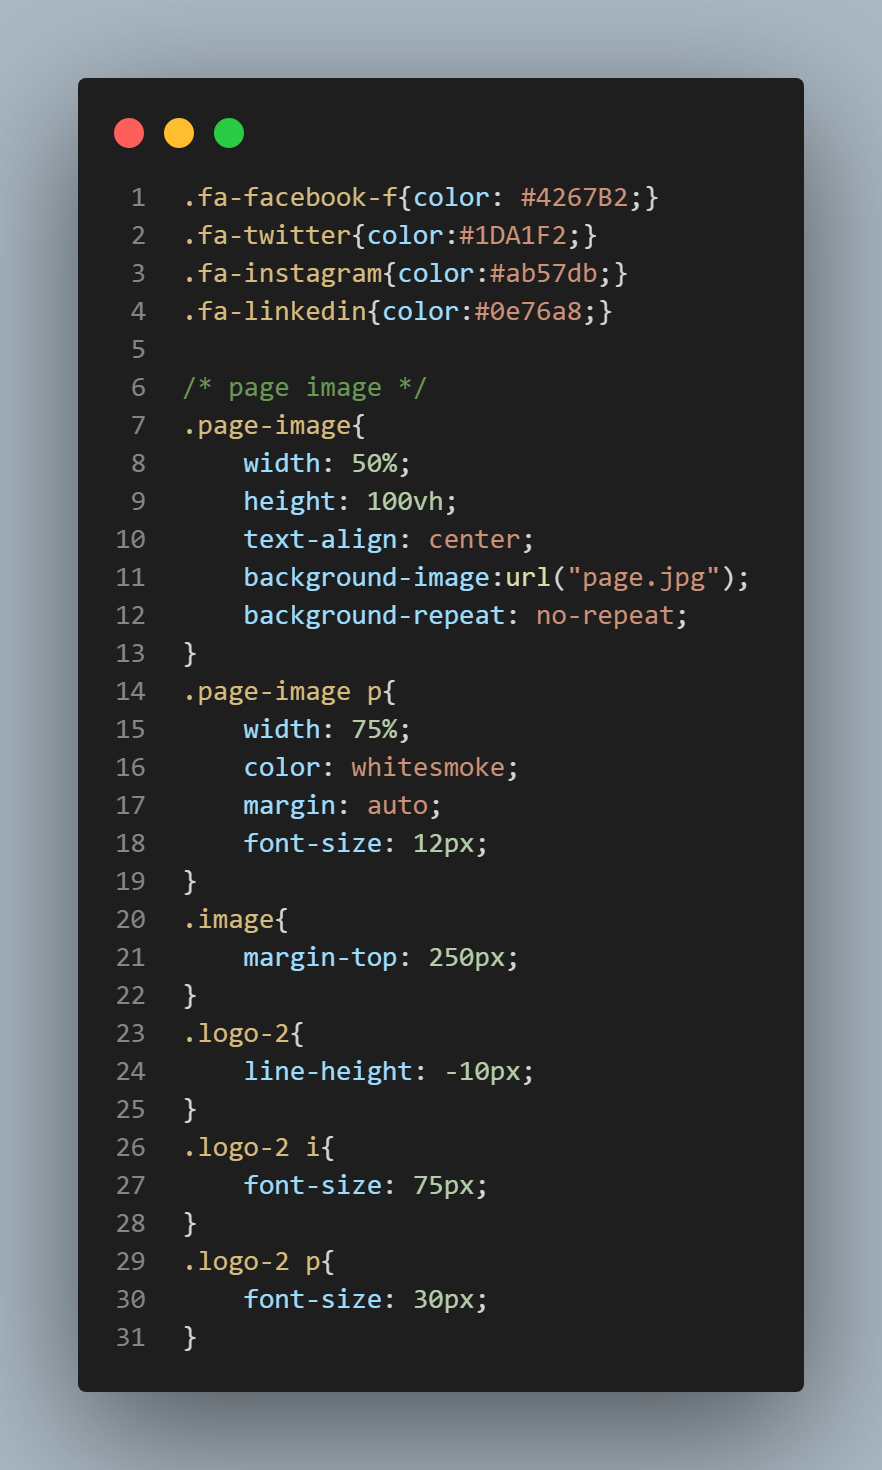 1 .fa-facebook-f{color: #4267B2;}
2 .fa-twitter{color:#1DA1F2;}
3 .fa-instagram{color:#ab57db;}
4 .fa-linkedin{color:#0e76a8;}
5
6 /* page image */
7 .page-image{
8     width: 50%;
9     height: 100vh;
10     text-align: center;
11     background-image:url("page.jpg");
12     background-repeat: no-repeat;
13 }
14 .page-image p{
15     width: 75%;
16     color: whitesmoke;
17     margin: auto;
18     font-size: 12px;
19 }
20 .image{
21     margin-top: 250px;
22 }
23 .logo-2{
24     line-height: -10px;
25 }
26 .logo-2 i{
27     font-size: 75px;
28 }
29 .logo-2 p{
30     font-size: 30px;
31 }